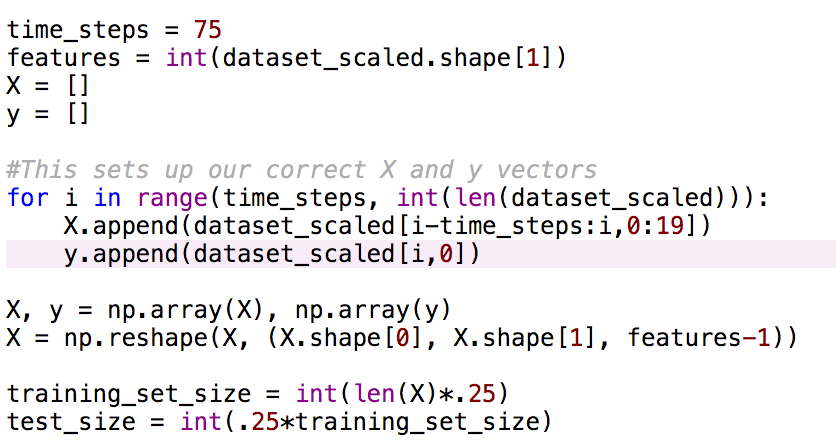 time_steps = 75
features = int(dataset_scaled.shape[1])
X = []
y = []
#This sets up our correct X and y vectors
for i in range(time_steps, int(len(dataset_scaled))):
    X.append(dataset_scaled[i-time_steps:i,0:19])
    y.append(dataset_scaled[i,0])
X, y = np.array(X), np.array(y)
X = np.reshape(X, (X.shape[0], X.shape[1], features-1))
training_set_size = int(len(X)*.25)
test_size = int(.25*training_set_size)